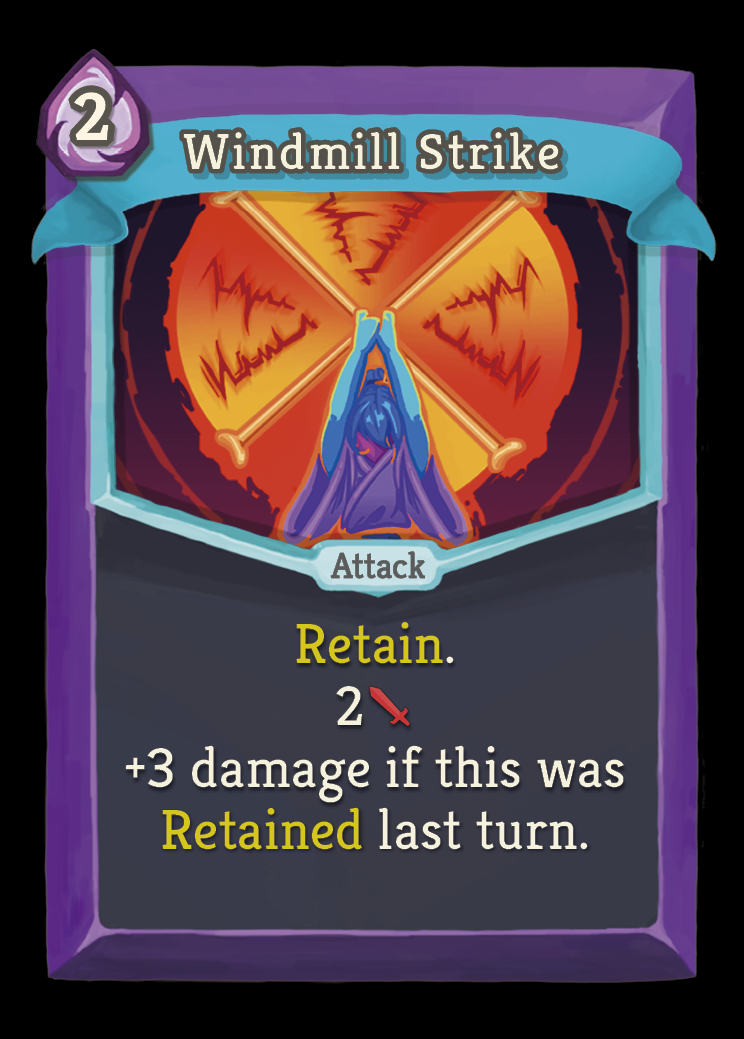 2
Windmill Strike
Attack
Retain.
2
+3 damage if this was
Retained last turn.